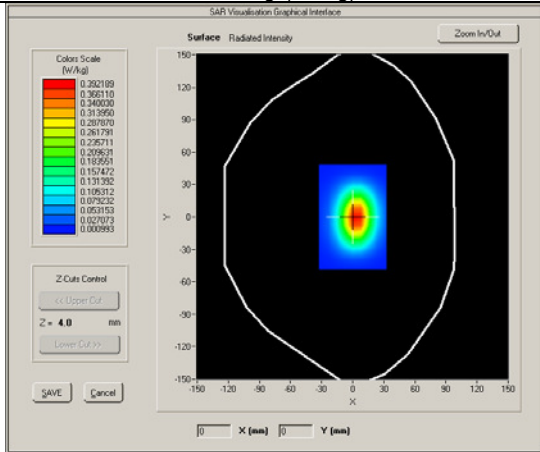 SAR Visualisation Graphical Interface
Surface Radiated Intensity
Zoom In/Out
Colors Scale
(W/kg)
0.392189
0.366110
0.340030
0.313950
0.287870
0.261791
0.235711
0.209631
0.183551
0.157472
0.131392
0.105312
0.079232
0.053153
0.027073
0.000993
150-
120-
90-
60-
30-
0-
-30-
-60-
-90-
-120-
-150-
Y
-150 -120 -90 -60 -30 0 30 60 90 120 150
X
Z-Cuts Control
<< Upper Cut
Z = 4.0 mm
Lower Cut >>
SAVE Cancel
0 X (mm) 0 Y (mm)